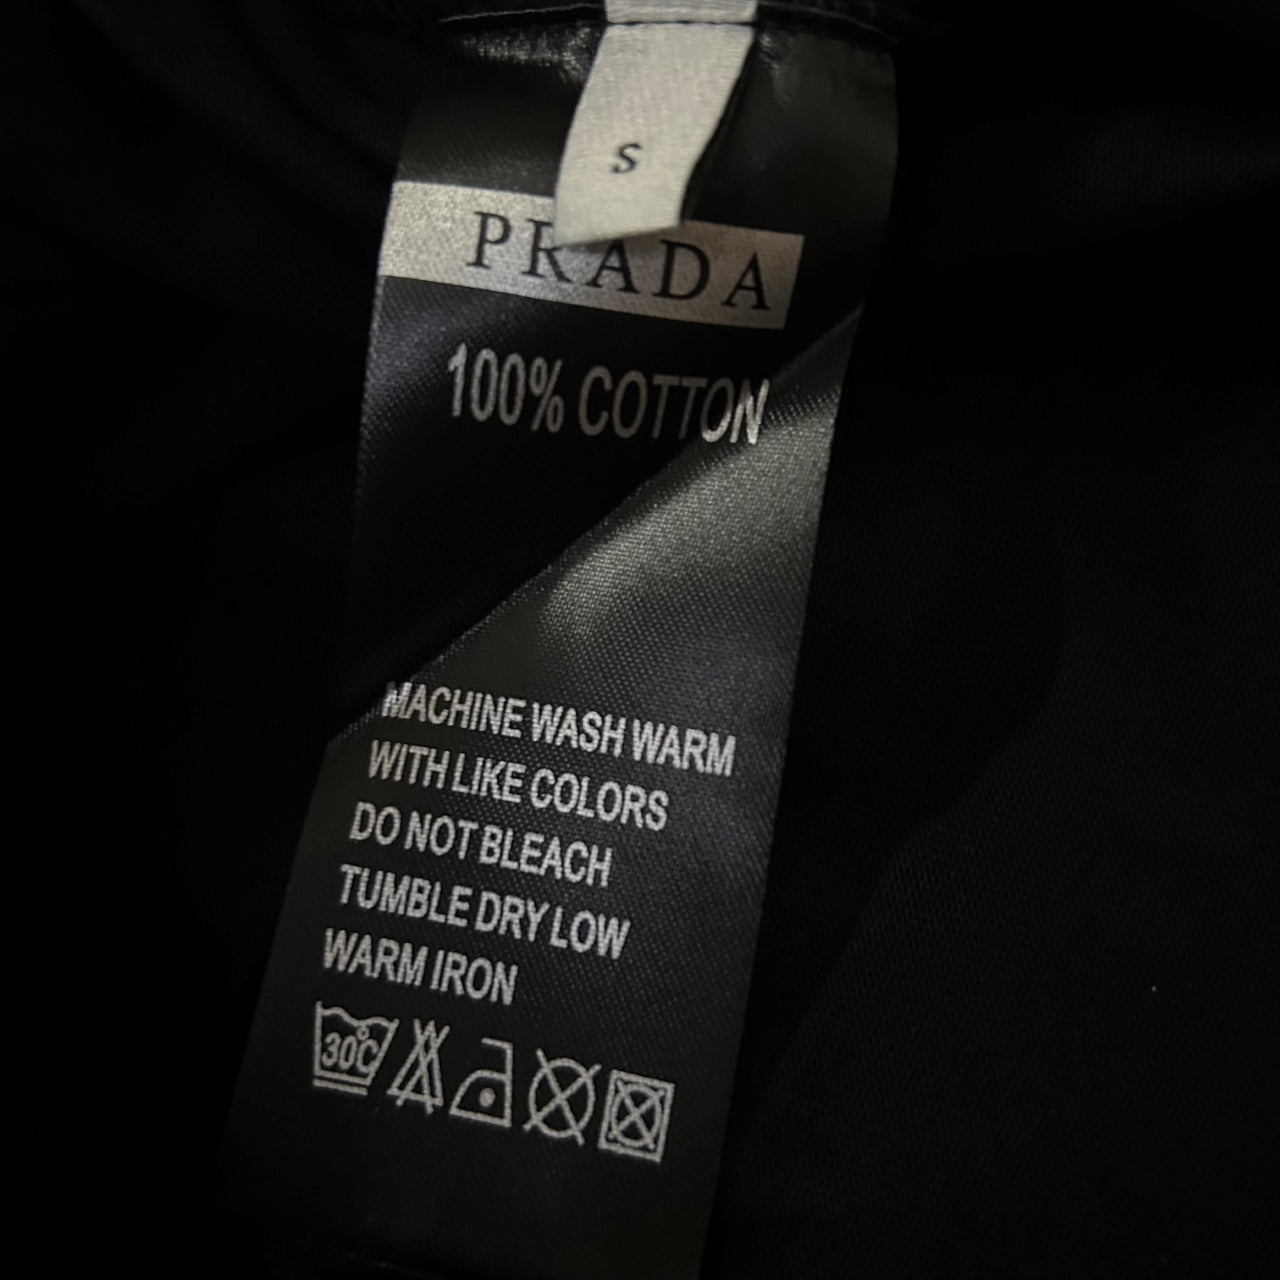 S
PRADA
100% COTTON
MACHINE WASH WARM
WITH LIKE COLORS
DO NOT BLEACH
TUMBLE DRY LOW
WARM IRON
30°C